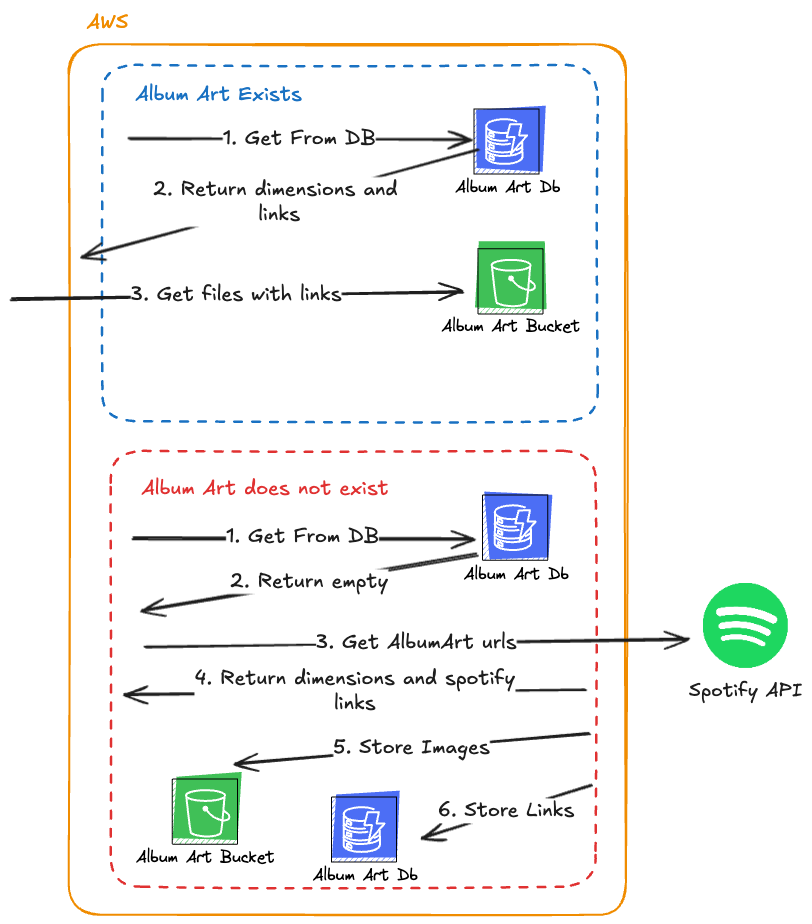 AWS
Album Art Exists
1. Get From DB
Album Art Db
2. Return dimensions and
links
3. Get files with links
Album Art Bucket
Album Art does not exist
1. Get From DB
Album Art Db
2. Return empty
3. Get AlbumArt urls
Spotify API
4. Return dimensions and spotify
links
5. Store Images
Album Art Bucket
6. Store Links
Album Art Db